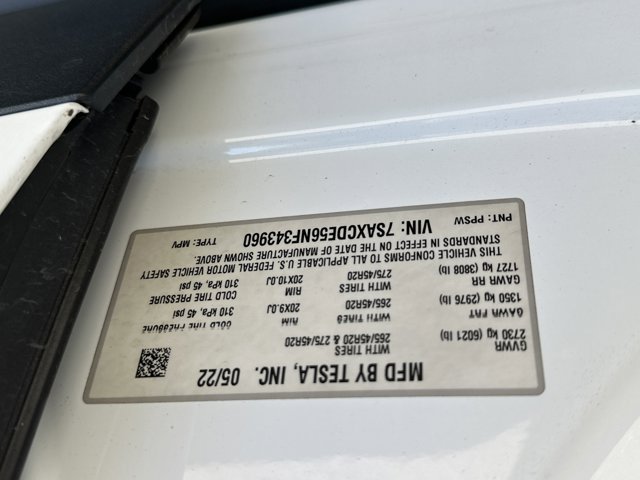 MFD BY TESLA, INC. 05/22
GVWR
2730 kg (6021 lb)
WITH TIRES
265/45R20 & 275/45R20
GAWR FRT
1350 kg (2976 lb)
WITH TIRES
265/45R20
RIM
20X9.0J
COLD TIRE PRESSURE
310 kPa, 45 psi
GAWR RR
1727 kg (3808 lb)
WITH TIRES
275/45R20
RIM
20X10.0J
COLD TIRE PRESSURE
310 kPa, 45 psi
THIS VEHICLE CONFORMS TO ALL APPLICABLE U.S. FEDERAL MOTOR VEHICLE SAFETY
STANDARDS IN EFFECT ON THE DATE OF MANUFACTURE SHOWN ABOVE.
PNT: PPSW
VIN: 7SAXCDE56NF343960
TYPE: MPV